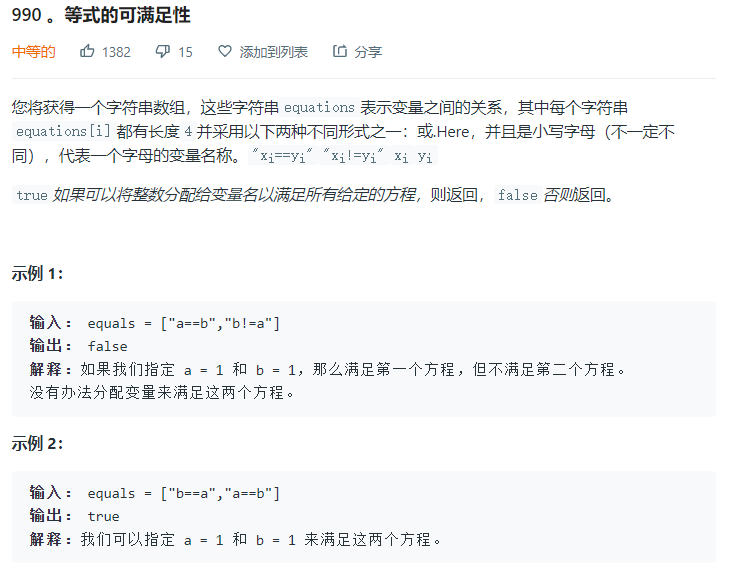 990 。等式的可满足性
中等的 1382 15 添加到列表 分享
您将获得一个字符串数组，这些字符串 equations 表示变量之间的关系，其中每个字符串
equations[i] 都有长度 4 并采用以下两种不同形式之一：或.Here，并且是小写字母（不一定不
同），代表一个字母的变量名称。"xi==yi" "xi!=yi" xi yi
true 如果可以将整数分配给变量名以满足所有给定的方程，则返回，false 否则返回。
示例 1：
输入： equals = ["a==b","b!=a"]
输出： false
解释：如果我们指定 a = 1 和 b = 1，那么满足第一个方程，但不满足第二个方程。
没有办法分配变量来满足这两个方程。
示例 2：
输入： equals = ["b==a","a==b"]
输出： true
解释：我们可以指定 a = 1 和 b = 1 来满足这两个方程。